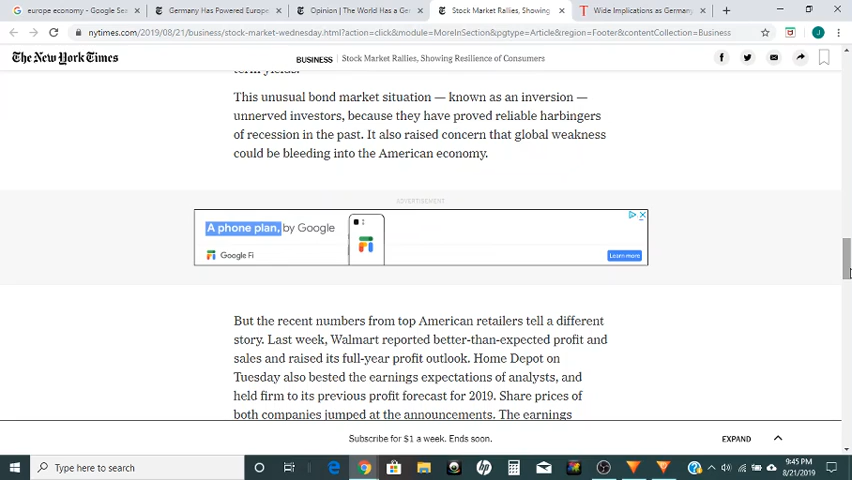 europe economy - Google Se
Germany Has Powered Europe
Opinion | The World Has a Ge
Stock Market Rallies, Showing
Wide Implications as Germany
nytimes.com/2019/08/21/business/stock-market-wednesday.html?action=click&module=MoreInSection&pgtype=Article&region=Footer&contentCollection=Business
The New York Times
BUSINESS Stock Market Rallies, Showing Resilience of Consumers
term yields.
This unusual bond market situation — known as an inversion —
unnerved investors, because they have proved reliable harbingers
of recession in the past. It also raised concern that global weakness
could be bleeding into the American economy.
ADVERTISEMENT
A phone plan, by Google
Google Fi
Learn more
But the recent numbers from top American retailers tell a different
story. Last week, Walmart reported better-than-expected profit and
sales and raised its full-year profit outlook. Home Depot on
Tuesday also bested the earnings expectations of analysts, and
held firm to its previous profit forecast for 2019. Share prices of
both companies jumped at the announcements. The earnings
Subscribe for $1 a week. Ends soon.
EXPAND
Type here to search
9:45 PM
8/21/2019